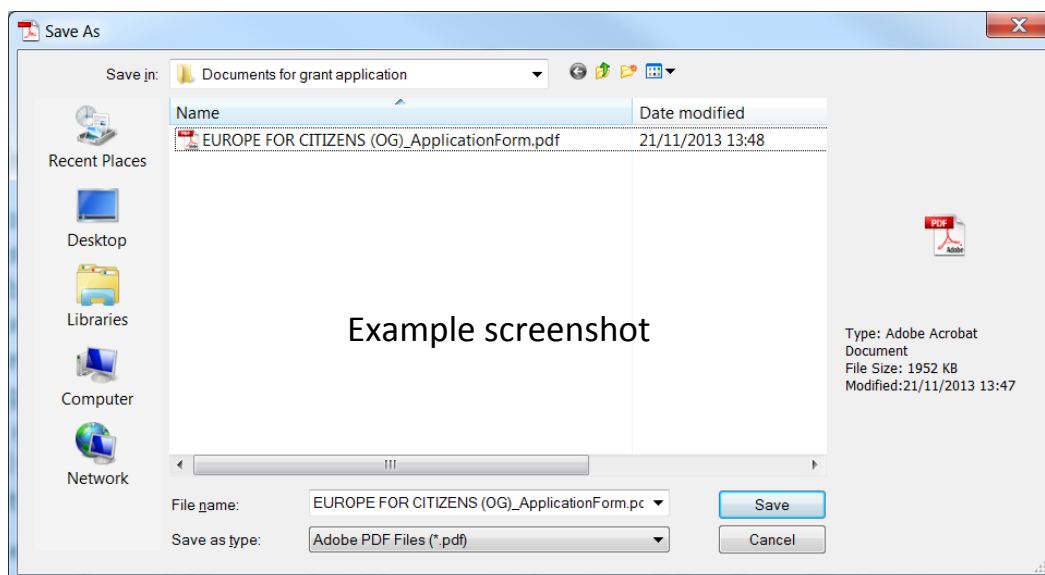 Save As
X
Save in:
Documents for grant application
Name
Date modified
EUROPE FOR CITIZENS (OG)_ApplicationForm.pdf
21/11/2013 13:48
Recent Places
Desktop
Libraries
Computer
Network
Example screenshot
PDF
Adobe
Type: Adobe Acrobat
Document
File Size: 1952 KB
Modified:21/11/2013 13:47
File name:
EUROPE FOR CITIZENS (OG)_ApplicationForm.pc
Save
Save as type:
Adobe PDF Files (*.pdf)
Cancel